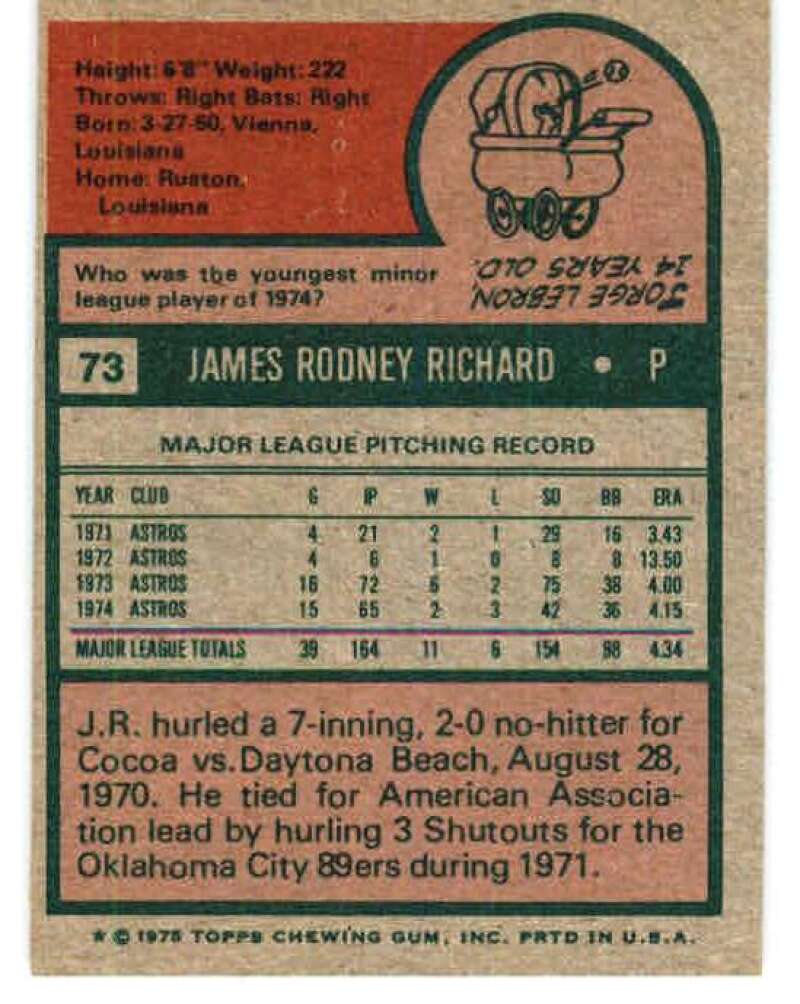 Height: 6'8" Weight: 222
Throws: Right Bats: Right
Born: 3-27-50, Vienna,
Louisiana
Home: Ruston,
Louisiana
Who was the youngest minor
league player of 1974?
JORGE LEBRON,
14 YEARS OLD.
73 JAMES RODNEY RICHARD • P
MAJOR LEAGUE PITCHING RECORD
YEAR CLUB G IP W L SO BB ERA
1971 ASTROS 4 21 2 1 29 16 3.43
1972 ASTROS 4 6 1 0 8 8 13.50
1973 ASTROS 16 72 6 2 75 38 4.00
1974 ASTROS 15 65 2 3 42 36 4.15
MAJOR LEAGUE TOTALS 39 164 11 6 154 98 4.34
J.R. hurled a 7-inning, 2-0 no-hitter for
Cocoa vs. Daytona Beach, August 28,
1970. He tied for American Associa-
tion lead by hurling 3 Shutouts for the
Oklahoma City 89ers during 1971.
* © 1975 TOPPS CHEWING GUM, INC. PRTD IN U.S.A.